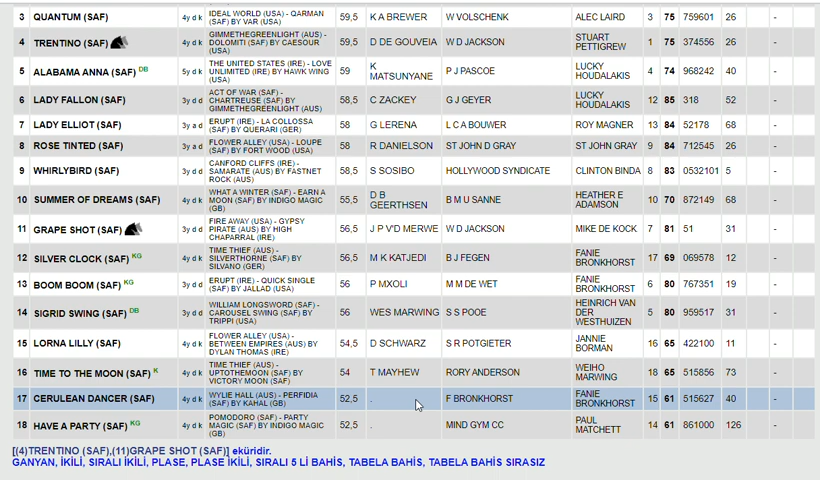 3 QUANTUM (SAF) 4y d k IDEAL WORLD (USA) - QARMAN (SAF) BY VAR (USA) 59,5 K A BREWER W VOLSCHENK ALEC LAIRD 3 75 759601 26 -
4 TRENTINO (SAF) 4y d k GIMMETHEGREENLIGHT (AUS) - DOLOMITI (SAF) BY CAESOUR (USA) 59,5 D DE GOUVEIA W D JACKSON STUART PETTIGREW 1 75 374556 26 -
5 ALABAMA ANNA (SAF) DB 5y d k THE UNITED STATES (IRE) - LOVE UNLIMITED (IRE) BY HAWK WING (USA) 59 K MATSUNYANE P J PASCOE LUCKY HOUDALAKIS 4 74 968242 40 -
6 LADY FALLON (SAF) 3y d d ACT OF WAR (SAF) - CHARTREUSE (SAF) BY GIMMETHEGREENLIGHT (AUS) 58,5 C ZACKEY G J GEYER LUCKY HOUDALAKIS 12 85 318 52 -
7 LADY ELLIOT (SAF) 3y a d ERUPT (IRE) - LA COLLOSSA (SAF) BY QUERARI (GER) 58 G LERENA L C A BOUWER ROY MAGNER 13 84 52178 68 -
8 ROSE TINTED (SAF) 3y a d FLOWER ALLEY (USA) - LOUPE (SAF) BY FORT WOOD (USA) 58 R DANIELSON ST JOHN D GRAY ST JOHN GRAY 9 84 712545 26 -
9 WHIRLYBIRD (SAF) 3y d d CANFORD CLIFFS (IRE) - SAMARATE (AUS) BY FASTNET ROCK (AUS) 58,5 S SOSIBO HOLLYWOOD SYNDICATE CLINTON BINDA 8 83 0532101 5 -
10 SUMMER OF DREAMS (SAF) 4y d k WHAT A WINTER (SAF) - EARN A MOON (SAF) BY INDIGO MAGIC (GB) 55,5 D B GEERTHSEN B M U SANNE HEATHER E ADAMSON 10 70 872149 68 -
11 GRAPE SHOT (SAF) 3y d d FIRE AWAY (USA) - GYPSY PIRATE (AUS) BY HIGH CHAPARRAL (IRE) 56,5 J P V'D MERWE W D JACKSON MIKE DE KOCK 7 81 51 31 -
12 SILVER CLOCK (SAF) KG 4y d k TIME THIEF (AUS) - SILVERTHORNE (SAF) BY SILVANO (GER) 56,5 M K KATJEDI B J FEGEN FANIE BRONKHORST 17 69 069578 12 -
13 BOOM BOOM (SAF) KG 3y d d ERUPT (IRE) - QUICK SINGLE (SAF) BY JALLAD (USA) 56 P MXOLI M M DE WET FANIE BRONKHORST 6 80 767351 19 -
14 SIGRID SWING (SAF) DB 3y d d WILLIAM LONGSWORD (SAF) - CAROUSEL SWING (SAF) BY TRIPPI (USA) 56 WES MARWING S S POOE HEINRICH VAN DER WESTHUIZEN 5 80 959517 31 -
15 LORNA LILLY (SAF) 4y d k FLOWER ALLEY (USA) - BETWEEN EMPIRES (AUS) BY DYLAN THOMAS (IRE) 54,5 D SCHWARZ S R POTGIETER JANNIE BORMAN 16 65 422100 11 -
16 TIME TO THE MOON (SAF) K 4y d k TIME THIEF (AUS) - UPTOTHEMOON (SAF) BY VICTORY MOON (SAF) 54 T MAYHEW RORY ANDERSON WEIHO MARWING 18 65 515856 73 -
17 CERULEAN DANCER (SAF) 4y d k WYLIE HALL (AUS) - PERFIDIA (SAF) BY KAHAL (GB) 52,5 . F BRONKHORST FANIE BRONKHORST 15 61 515627 40 -
18 HAVE A PARTY (SAF) KG 4y d k POMODORO (SAF) - PARTY MAGIC (SAF) BY INDIGO MAGIC (GB) 52,5 . MIND GYM CC PAUL MATCHETT 14 61 861000 126 -
[(4)TRENTINO (SAF),(11)GRAPE SHOT (SAF)] eküridir.
GANYAN, İKİLİ, SIRALI İKİLİ, PLASE, PLASE İKİLİ, SIRALI 5 Lİ BAHİS, TABELA BAHİS, TABELA BAHİS SIRASIZ